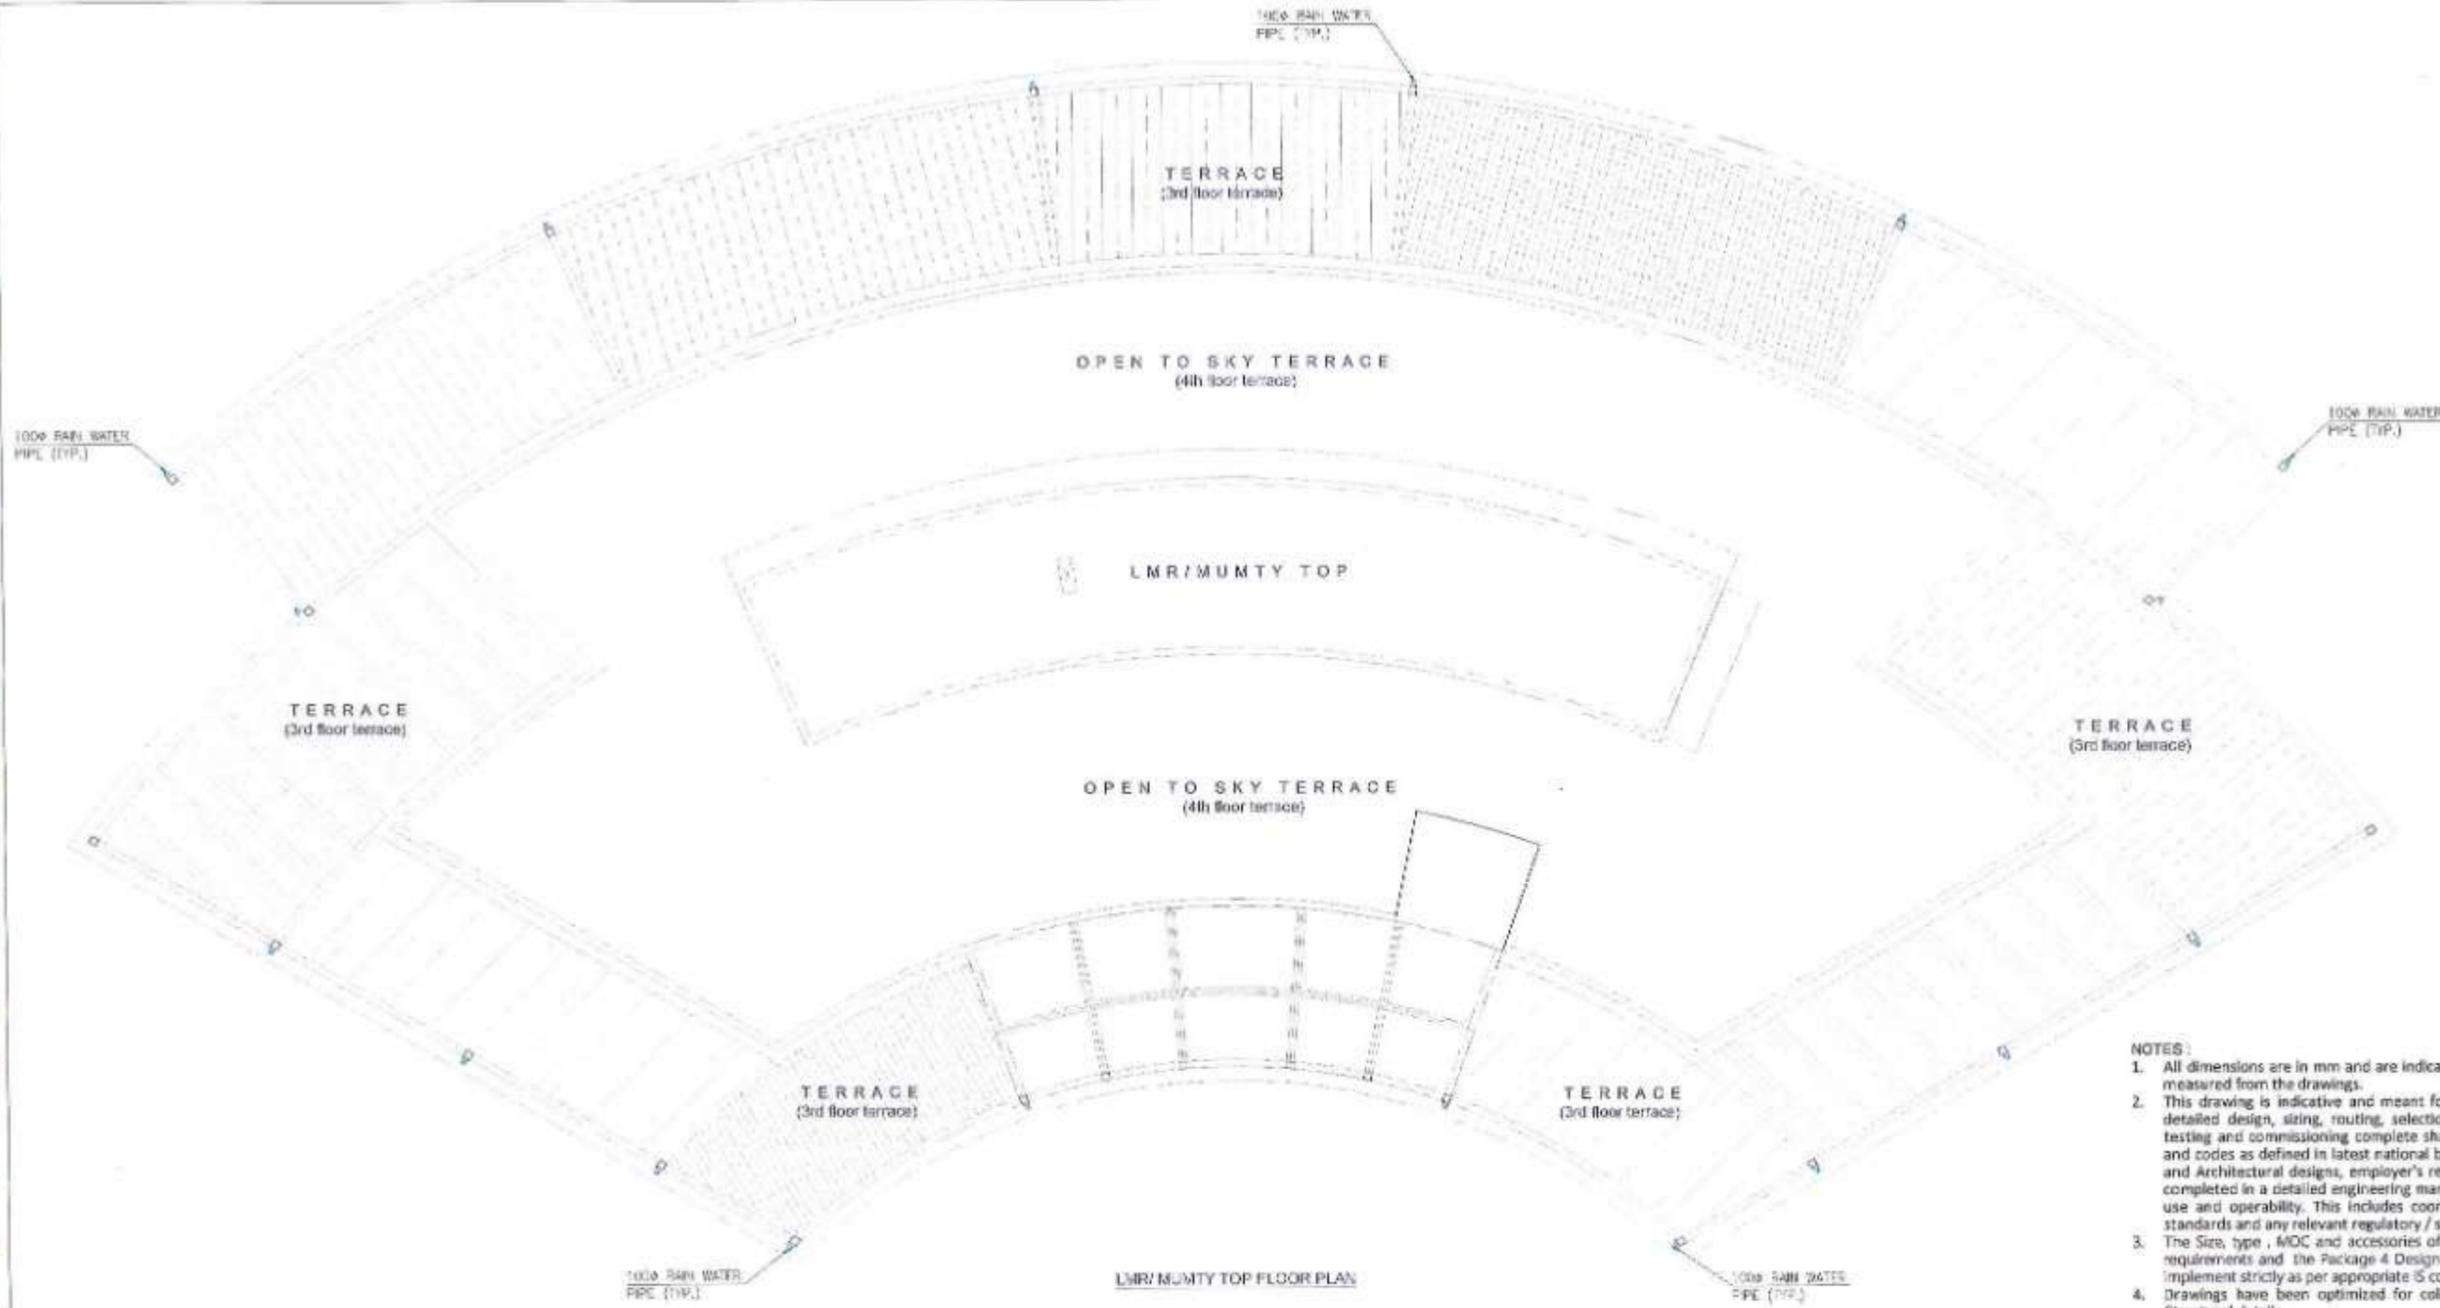 100ø RAIN WATER
PIPE (TYP.)
TERRACE
(3rd floor terrace)
OPEN TO SKY TERRACE
(4th floor terrace)
100ø RAIN WATER
PIPE (TYP.)
100ø RAIN WATER
PIPE (TYP.)
LMR/MUMTY TOP
TERRACE
(3rd floor terrace)
TERRACE
(3rd floor terrace)
OPEN TO SKY TERRACE
(4th floor terrace)
TERRACE
(3rd floor terrace)
TERRACE
(3rd floor terrace)
100ø RAIN WATER
PIPE (TYP.)
LMR/ MUMTY TOP FLOOR PLAN
100ø RAIN WATER
PIPE (TYP.)
NOTES :
1. All dimensions are in mm and are indica
measured from the drawings.
2. This drawing is indicative and meant fo
detailed design, sizing, routing, selectio
testing and commissioning complete sh
and codes as defined in latest national b
and Architectural designs, employer's re
completed in a detailed engineering mar
use and operability. This includes coor
standards and any relevant regulatory / s
3. The Size, type , MOC and accessories of
requirements and the Package 4 Design
implement strictly as per appropriate IS co
4. Drawings have been optimized for col